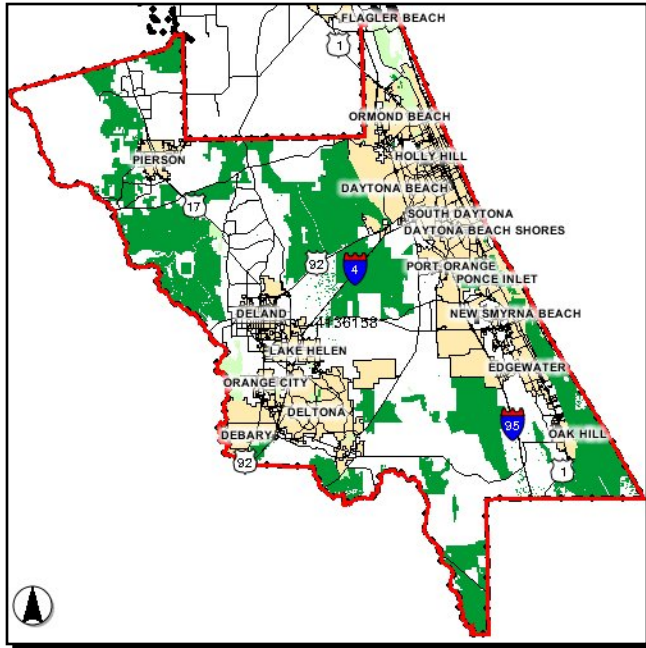 FLAGLER BEACH
1
ORMOND BEACH
HOLLY HILL
PIERSON
DAYTONA BEACH
17
SOUTH DAYTONA
DAYTONA BEACH SHORES
92
4
PORT ORANGE
PONCE INLET
DELAND
4136158
NEW SMYRNA BEACH
LAKE HELEN
EDGEWATER
ORANGE CITY
DELTONA
95
DEBARY
OAK HILL
92
1